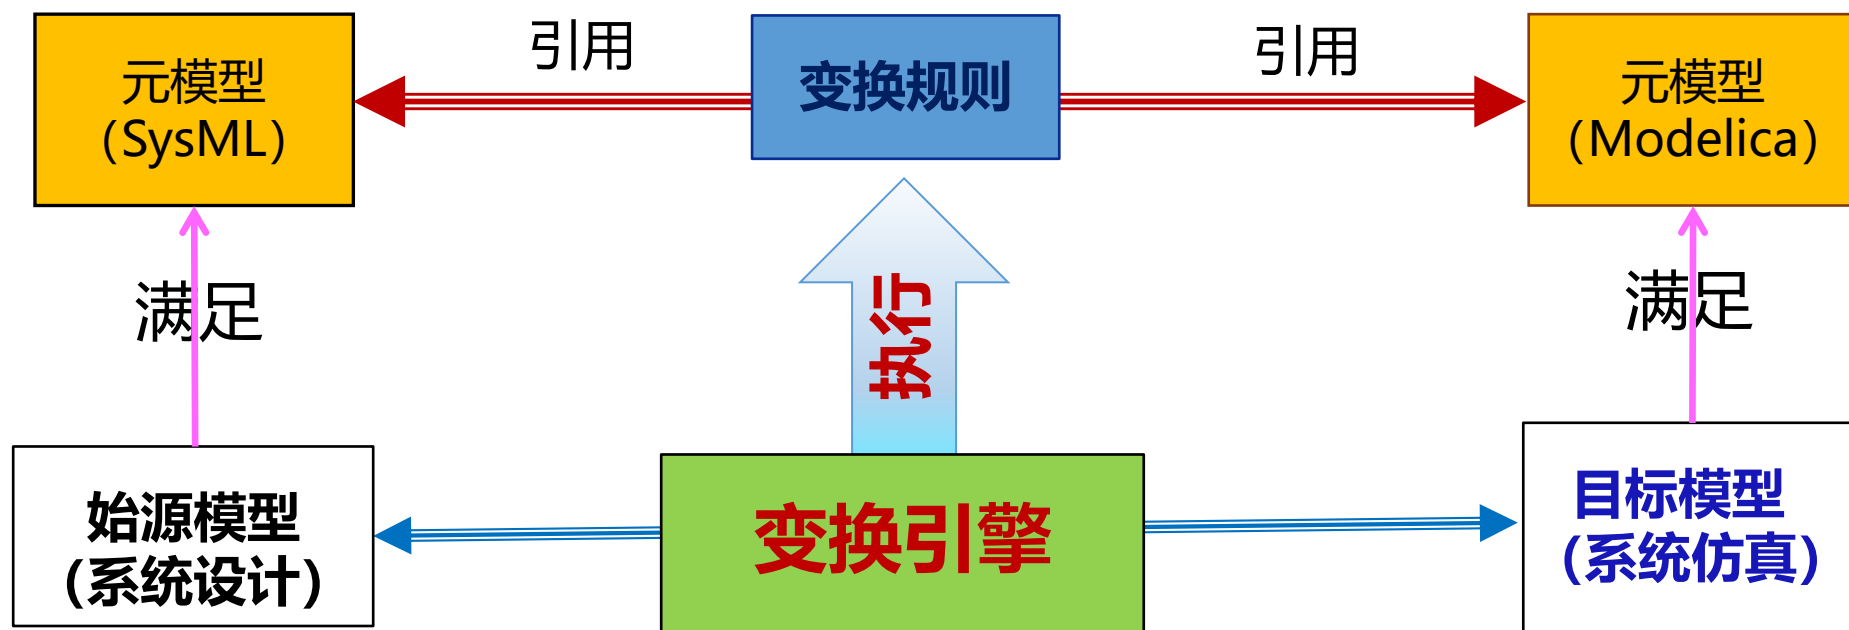 元模型
（SysML）
引用
变换规则
引用
元模型
（Modelica）
满足
执行
满足
始源模型
(系统设计)
变换引擎
目标模型
(系统仿真)